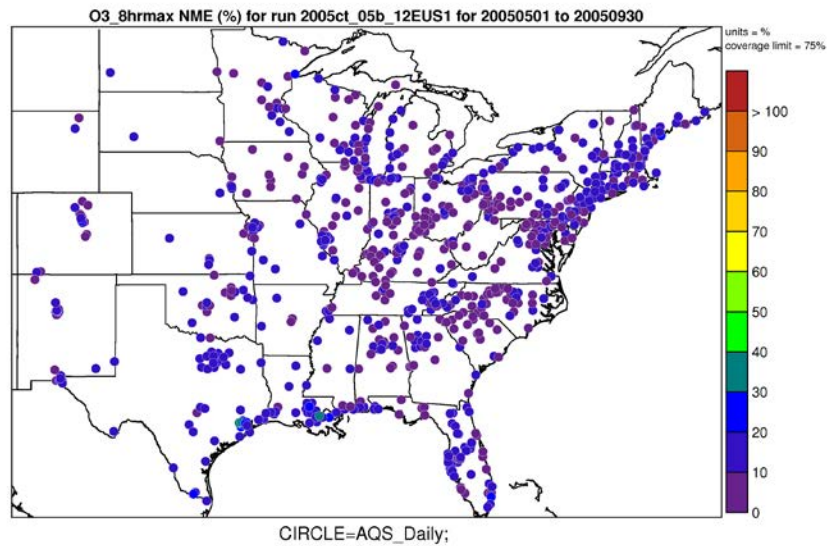 O3_8hrmax NME (%) for run 2005ct_05b_12EUS1 for 20050501 to 20050930
units = %
coverage limit = 75%
> 100
90
80
70
60
50
40
30
20
10
0
CIRCLE=AQS_Daily;